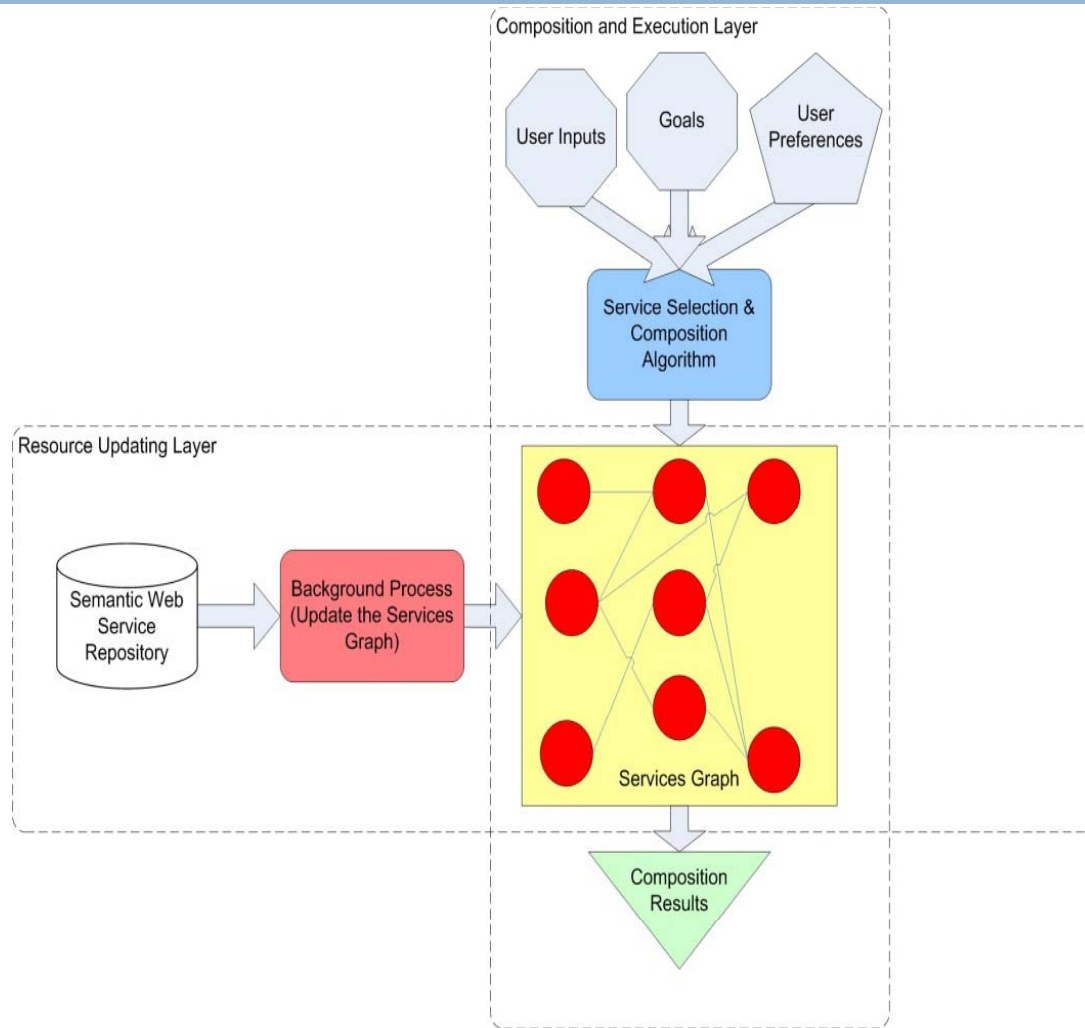 Composition and Execution Layer
User Inputs
Goals
User
Preferences
Service Selection &
Composition
Algorithm
Resource Updating Layer
Semantic Web
Service
Repository
Background Process
(Update the Services
Graph)
Services Graph
Composition
Results